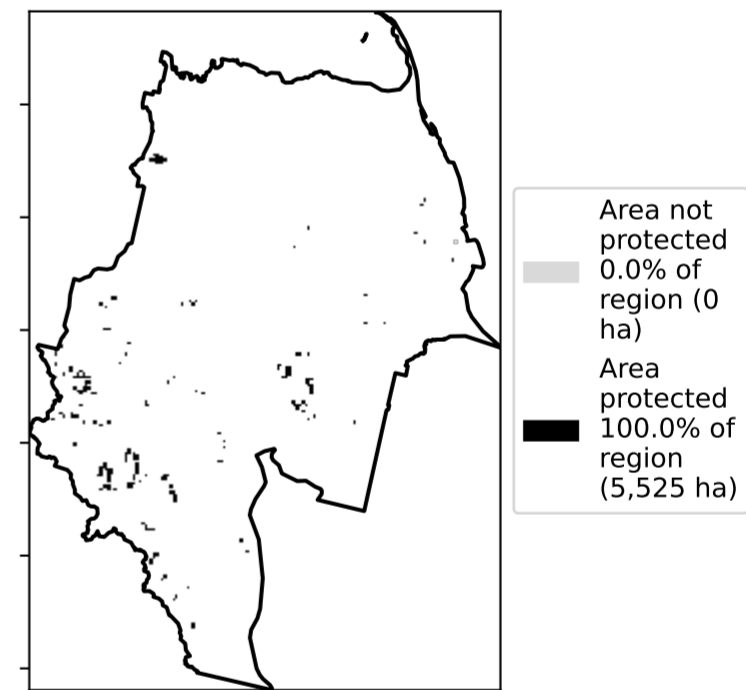 Area not
protected
0.0% of
region (0
ha)
Area
protected
100.0% of
region
(5,525 ha)